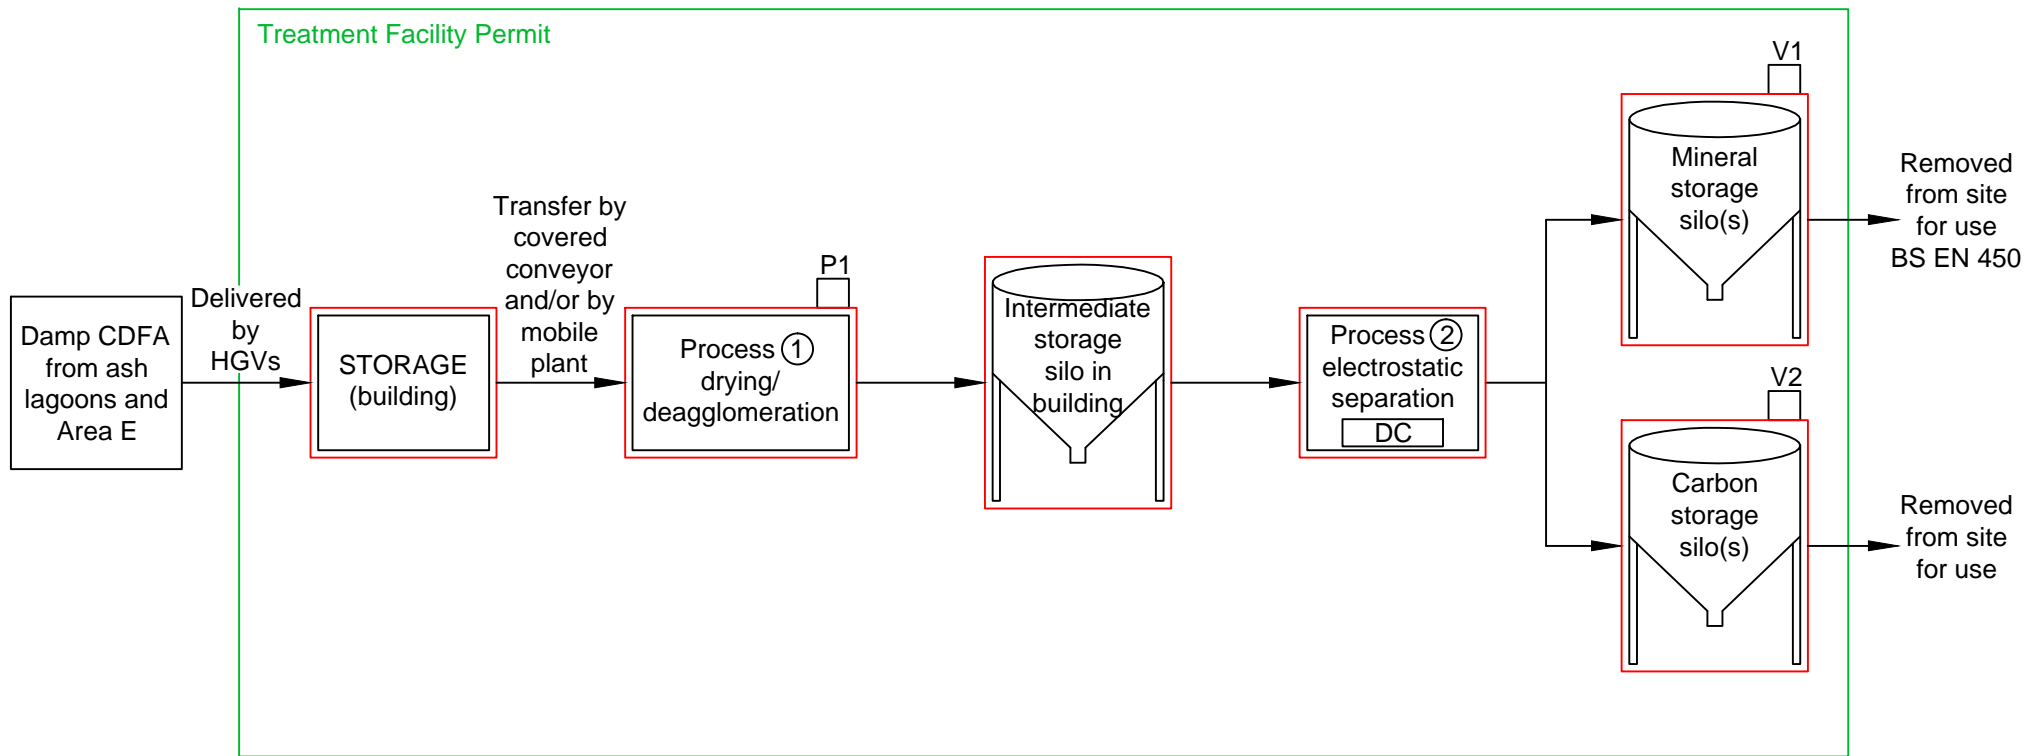 Treatment Facility Permit
Damp CDFA
from ash
lagoons and
Area E
Delivered
by
HGVs
STORAGE
(building)
Transfer by
covered
conveyor
and/or by
mobile
plant
P1
Process 1
drying/
deagglomeration
Intermediate
storage
silo in
building
Process 2
electrostatic
separation
DC
V1
Mineral
storage
silo(s)
Removed
from site
for use
BS EN 450
V2
Carbon
storage
silo(s)
Removed
from site
for use